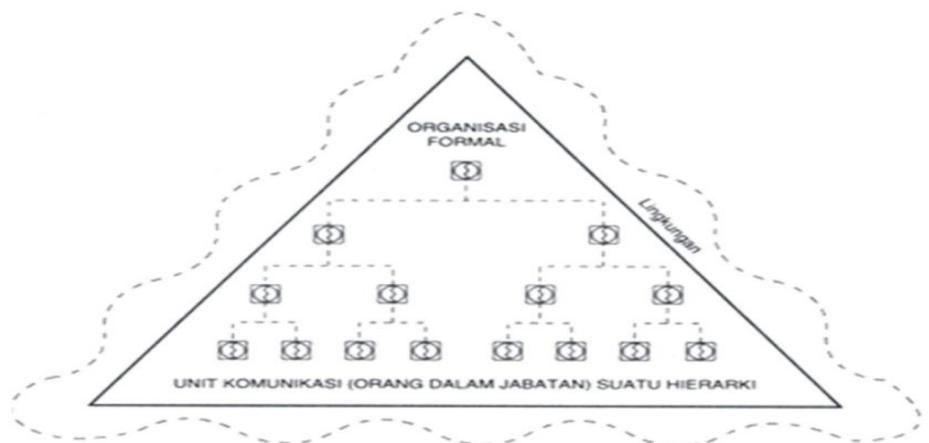 ORGANISASI
FORMAL
Lingkungan
UNIT KOMUNIKASI (ORANG DALAM JABATAN) SUATU HIERARKI